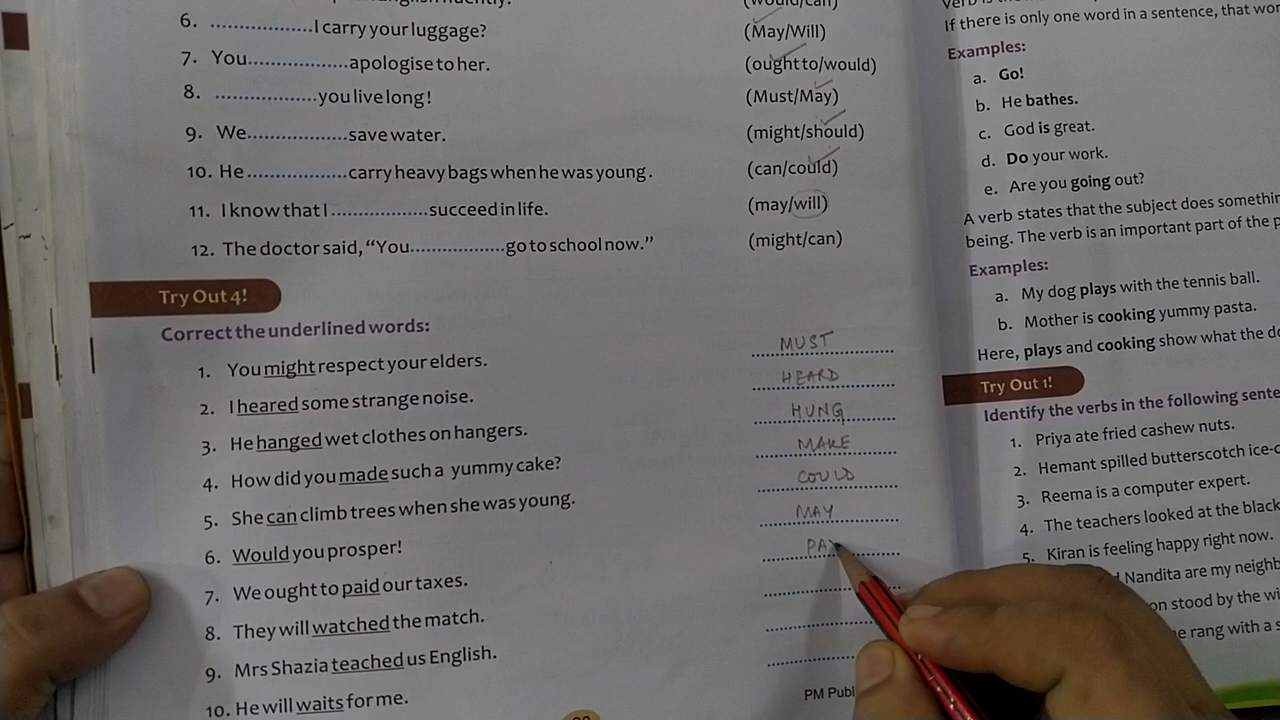 (would/can)
6. ..................I carry your luggage? (May/Will)
7. You..................apologise to her. (ought to/would)
8. ..................you live long! (Must/May)
9. We..................save water. (might/should)
10. He..................carry heavy bags when he was young. (can/could)
11. I know that I..................succeed in life. (may/will)
12. The doctor said, “You..................go to school now.” (might/can)
Try Out 4!
Correct the underlined words:
1. You might respect your elders. MUST
2. I heared some strange noise. HEARD
3. He hanged wet clothes on hangers. HUNG
4. How did you made such a yummy cake? MAKE
5. She can climb trees when she was young. COULD
6. Would you prosper! MAY
7. We ought to paid our taxes. PA
8. They will watched the match.
9. Mrs Shazia teached us English.
10. He will waits for me.
PM Publ
If there is only one word in a sentence, that
Examples:
a. Go!
b. He bathes.
c. God is great.
d. Do your work.
e. Are you going out?
A verb states that the subject does
being. The verb is an important part of the
Examples:
a. My dog plays with the tennis ball.
b. Mother is cooking yummy pasta.
Here, plays and cooking show what the
Try Out 1!
Identify the verbs in the following
1. Priya ate fried cashew nuts.
2. Hemant spilled butterscotch
3. Reema is a computer expert.
4. The teachers looked at the black
5. Kiran is feeling happy right now.
Nandita are my
on stood by the
rang with a